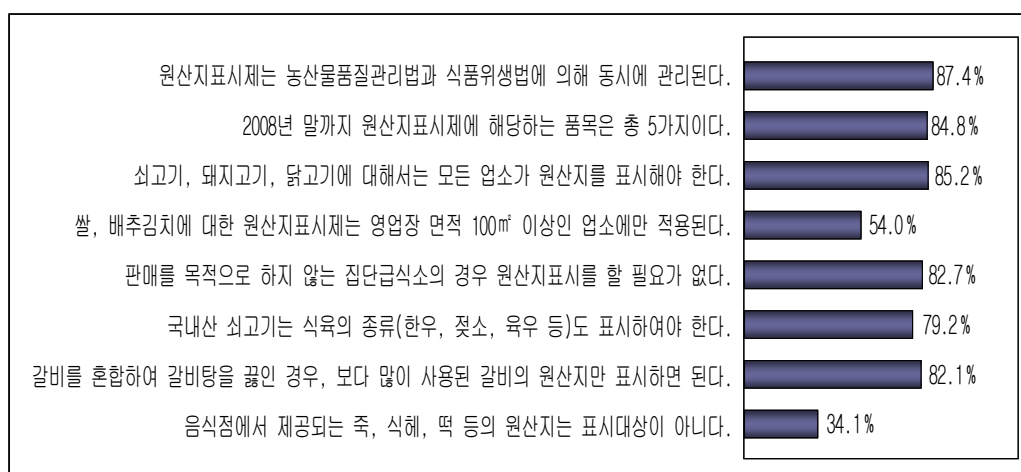 원산지표시제는 농산물품질관리법과 식품위생법에 의해 동시에 관리된다. 87.4%
2008년 말까지 원산지표시제에 해당하는 품목은 총 5가지이다. 84.8%
쇠고기, 돼지고기, 닭고기에 대해서는 모든 업소가 원산지를 표시해야 한다. 85.2%
쌀, 배추김치에 대한 원산지표시제는 영업장 면적 100㎡ 이상인 업소에만 적용된다. 54.0%
판매를 목적으로 하지 않는 집단급식소의 경우 원산지표시를 할 필요가 없다. 82.7%
국내산 쇠고기는 식육의 종류(한우, 젖소, 육우 등)도 표시하여야 한다. 79.2%
갈비를 혼합하여 갈비탕을 끓인 경우, 보다 많이 사용된 갈비의 원산지만 표시하면 된다. 82.1%
음식점에서 제공되는 죽, 식혜, 떡 등의 원산지는 표시대상이 아니다. 34.1%